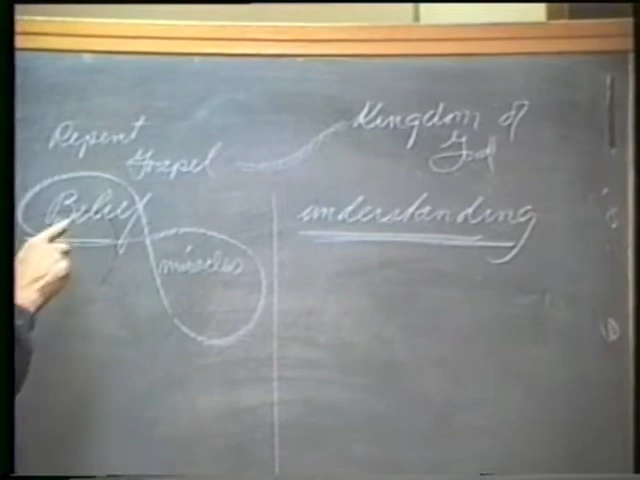 Repent
Gospel
Kingdom of
God
Belief
understanding
miracles